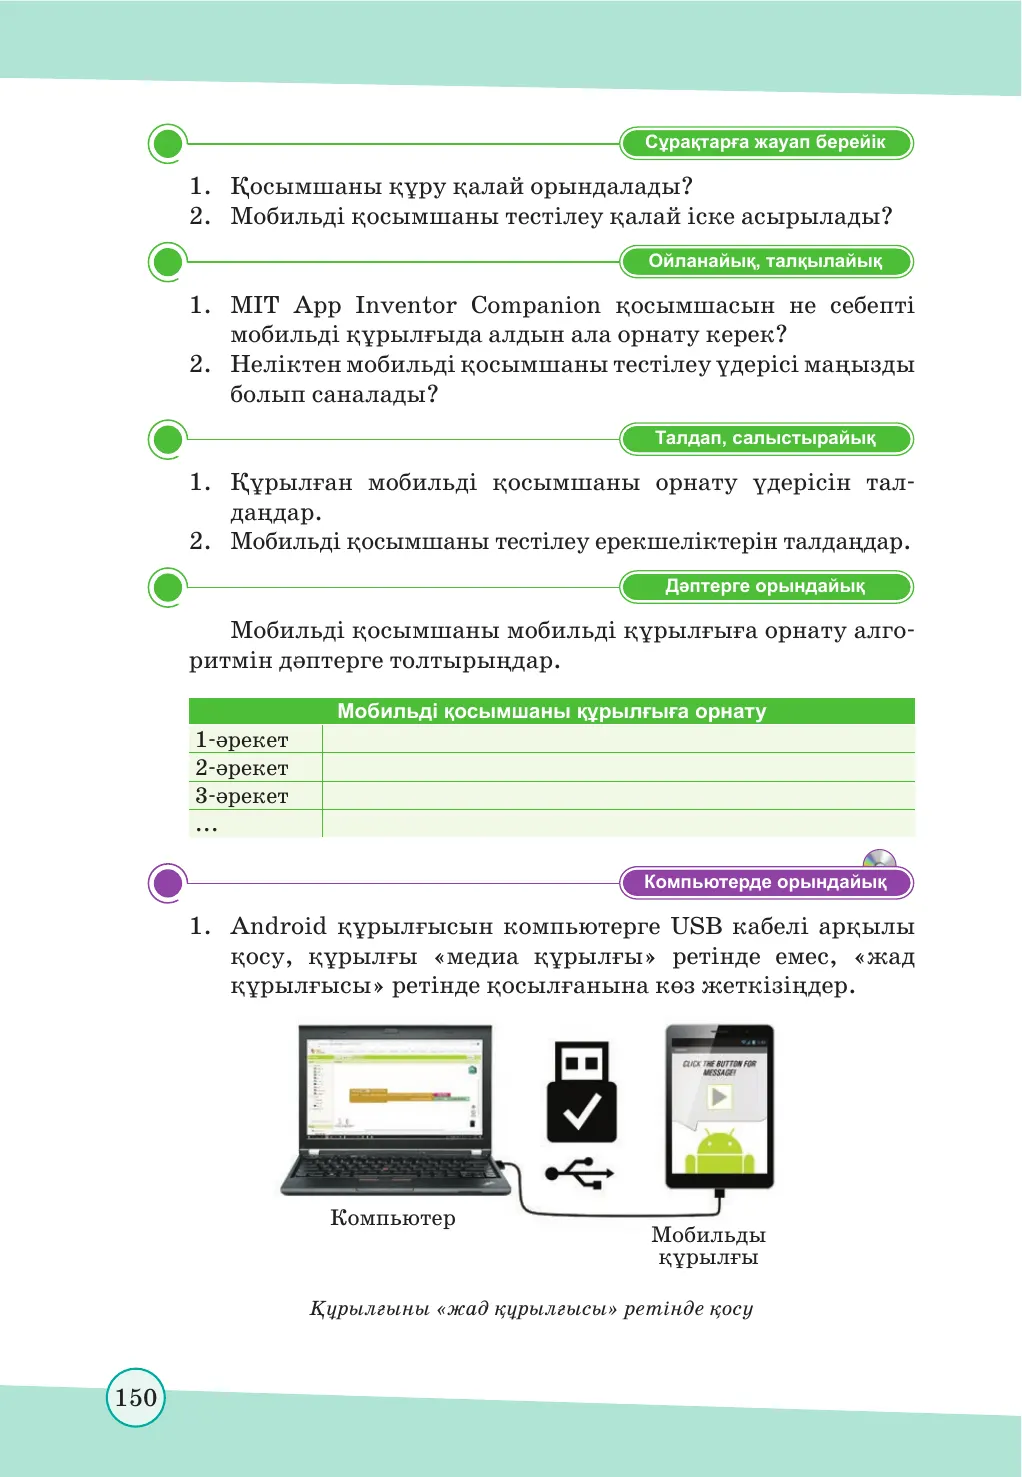 Сұрақтарға жауап берейік
1. Қосымшаны құру қалай орындалады?
2. Мобильді қосымшаны тестілеу қалай іске асырылады?
Ойланайық, талқылайық
1. MIT App Inventor Companion қосымшасын не себепті
мобильді құрылғыда алдын ала орнату керек?
2. Неліктен мобильді қосымшаны тестілеу үдерісі маңызды
болып саналады?
Талдап, салыстырайық
1. Құрылған мобильді қосымшаны орнату үдерісін тал-
даңдар.
2. Мобильді қосымшаны тестілеу ерекшеліктерін талдаңдар.
Дәптерге орындайық
Мобильді қосымшаны мобильді құрылғыға орнату алго-
ритмін дәптерге толтырыңдар.
Мобильді қосымшаны құрылғыға орнату
1-әрекет
2-әрекет
3-әрекет
...
Компьютерде орындайық
1. Android құрылғысын компьютерге USB кабелі арқылы
қосу, құрылғы «медиа құрылғы» ретінде емес, «жад
құрылғысы» ретінде қосылғанына көз жеткізіңдер.
CLICK THE BUTTON FOR
MESSAGE!
Компьютер
Мобильды
құрылғы
Құрылғыны «жад құрылғысы» ретінде қосу
150